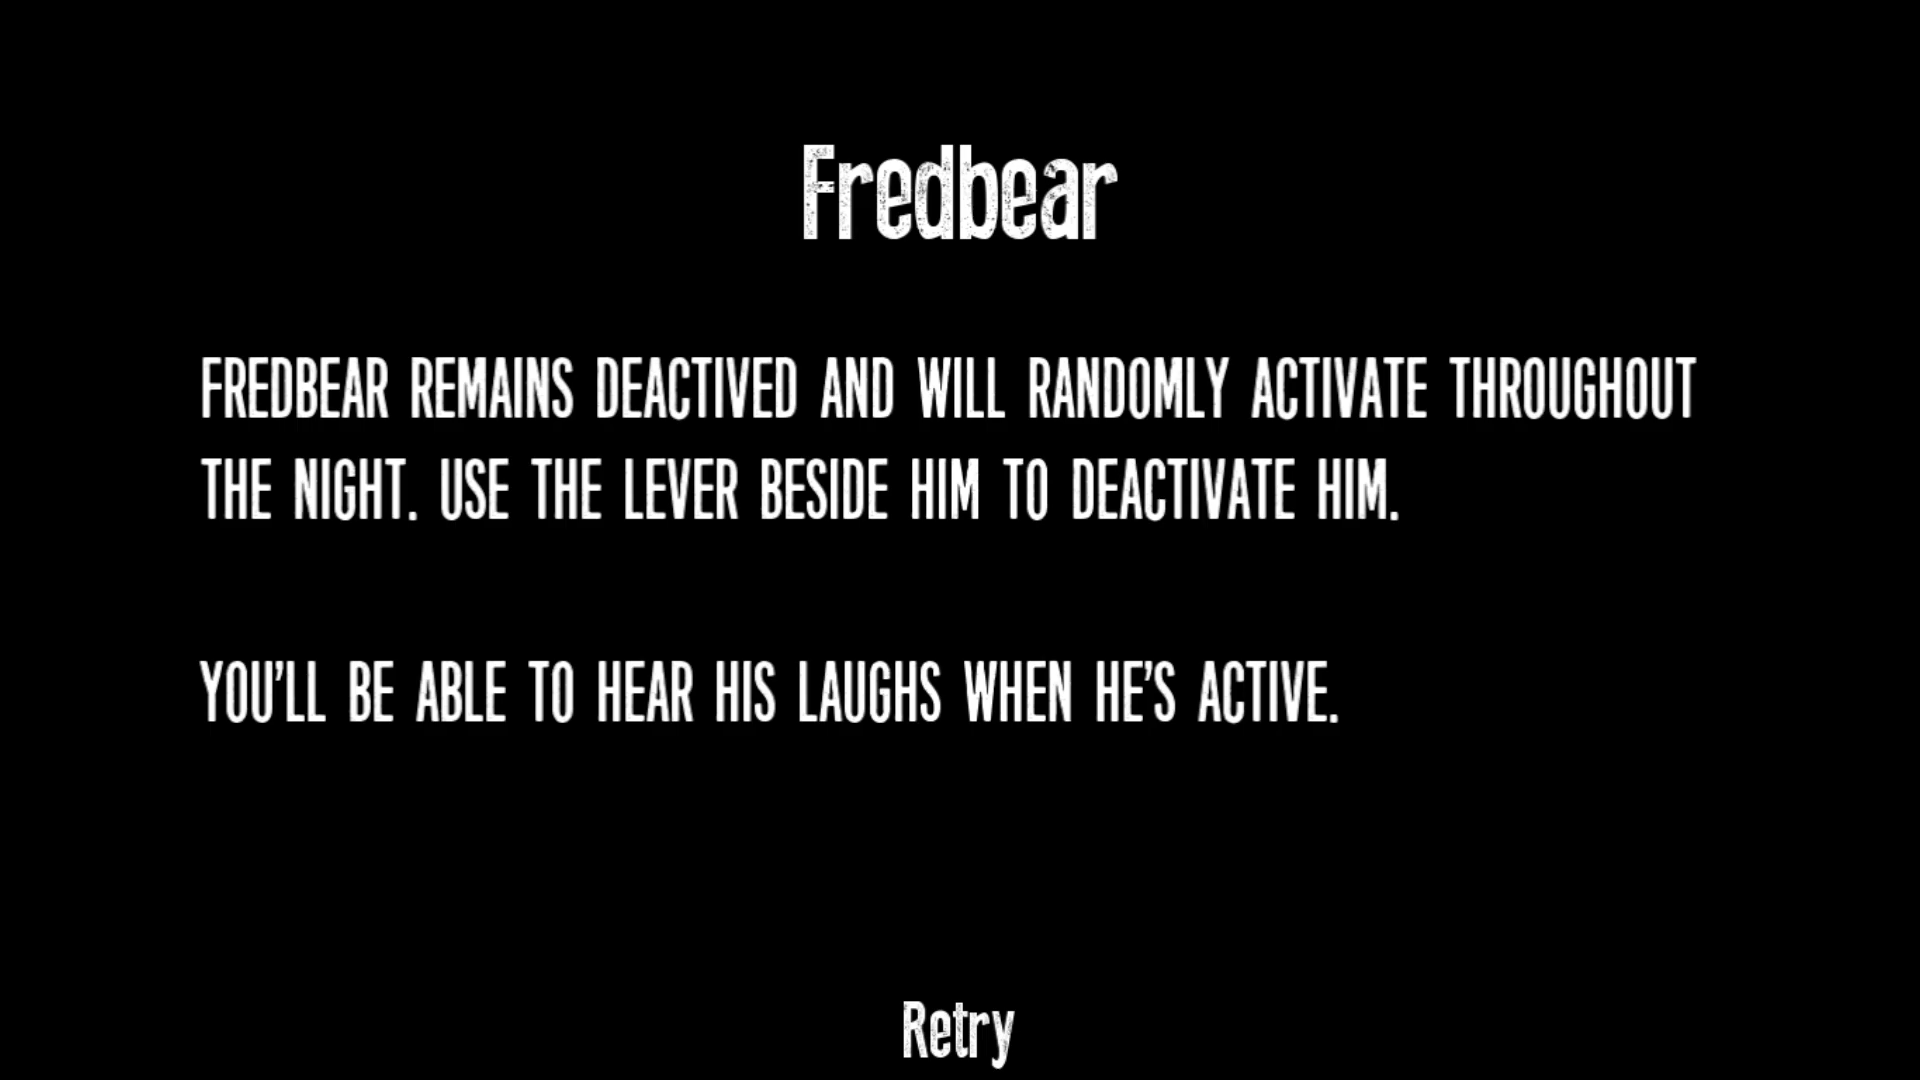 Fredbear
FREDBEAR REMAINS DEACTIVED AND WILL RANDOMLY ACTIVATE THROUGHOUT
THE NIGHT. USE THE LEVER BESIDE HIM TO DEACTIVATE HIM.
YOU'LL BE ABLE TO HEAR HIS LAUGHS WHEN HE'S ACTIVE.
Retry